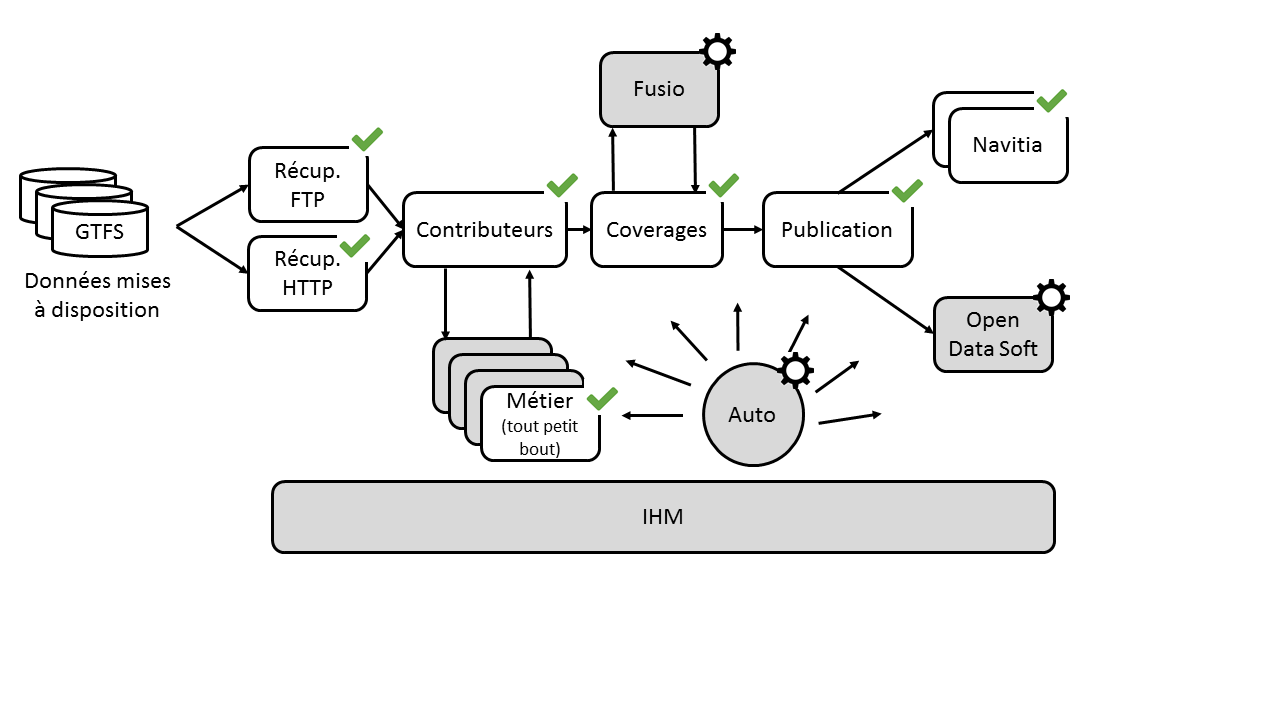 Fusio
Navitia
Récup.
FTP
GTFS
Contributeurs
Coverages
Publication
Récup.
HTTP
Données mises
à disposition
Open
Data Soft
Métier
(tout petit
bout)
Auto
IHM